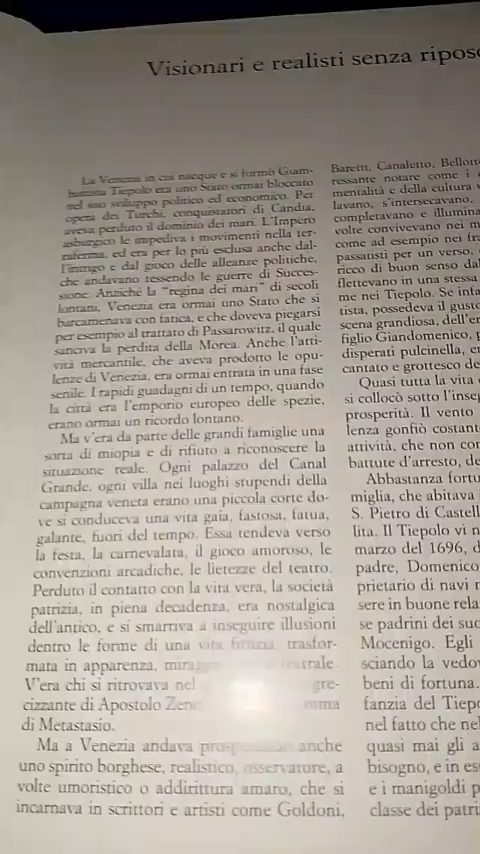 Visionari e realisti senza riposo
La Venezia in cui nacque e si formò Giam-
battista Tiepolo era uno Stato ormai bloccato
nel suo sviluppo politico ed economico. Per
opera dei Turchi, conquistatori di Candia,
aveva perduto il dominio dei mari. L'Impero
asburgico le impediva i movimenti nella ter-
raferma, ed era per lo più esclusa anche dal-
l'intrigo e dal gioco delle alleanze politiche,
che andavano tessendo le guerre di Succes-
sione. Anziché la "regina dei mari" di secoli
lontani, Venezia era ormai uno Stato che si
barcamenava con fatica, e che doveva piegarsi
per esempio al trattato di Passarowitz, il quale
sanciva la perdita della Morea. Anche l'atti-
vità mercantile, che aveva prodotto le opu-
lenze di Venezia, era ormai entrata in una fase
senile. I rapidi guadagni di un tempo, quando
la città era l'emporio europeo delle spezie,
erano ormai un ricordo lontano.
Ma v'era da parte delle grandi famiglie una
sorta di miopia e di rifiuto a riconoscere la
situazione reale. Ogni palazzo del Canal
Grande, ogni villa nei luoghi stupendi della
campagna veneta erano una piccola corte do-
ve si conduceva una vita gaia, fastosa, fatua,
galante, fuori del tempo. Essa tendeva verso
la festa, la carnevalata, il gioco amoroso, le
convenzioni arcadiche, le lietezze del teatro.
Perduto il contatto con la vita vera, la società
patrizia, in piena decadenza, era nostalgica
dell'antico, e si smarriva a inseguire illusioni
dentro le forme di una vita fittizia, trasfor-
mata in apparenza, teatrale.
V'era chi si ritrovava nel gre-
cizzante di Apostolo Zeno
di Metastasio.
Ma a Venezia andava anche
uno spirito borghese, realistico, osservatore, a
volte umoristico o addirittura amaro, che si
incarnava in scrittori e artisti come Goldoni,
Baretti, Canaletto, Bellott
ressante notare come i
mentalità e della cultura
lavano, s'intersecavano,
completavano e illumina
volte convivevano nei m
come ad esempio nei fra
passatisti per un verso,
ricco di buon senso dal
flettevano in una stessa
me nei Tiepolo. Se infa
tista, possedeva il gusto
scena grandiosa, dell'er
figlio Giandomenico, p
disperati pulcinella, er
cantato e grottesco de
Quasi tutta la vita
si collocò sotto l'inseg
prosperità. Il vento
lenza gonfiò costant
attività, che non con
battute d'arresto, de
Abbastanza fortu
miglia, che abitava
S. Pietro di Castell
lita. Il Tiepolo vi n
marzo del 1696, d
padre, Domenico
prietario di navi
sere in buone rela
se padrini dei suo
Mocenigo. Egli
sciando la vedov
beni di fortuna.
fanzia del Tiepo
nel fatto che nel
quasi mai gli a
bisogno, e in es
e i manigoldi p
classe dei patri